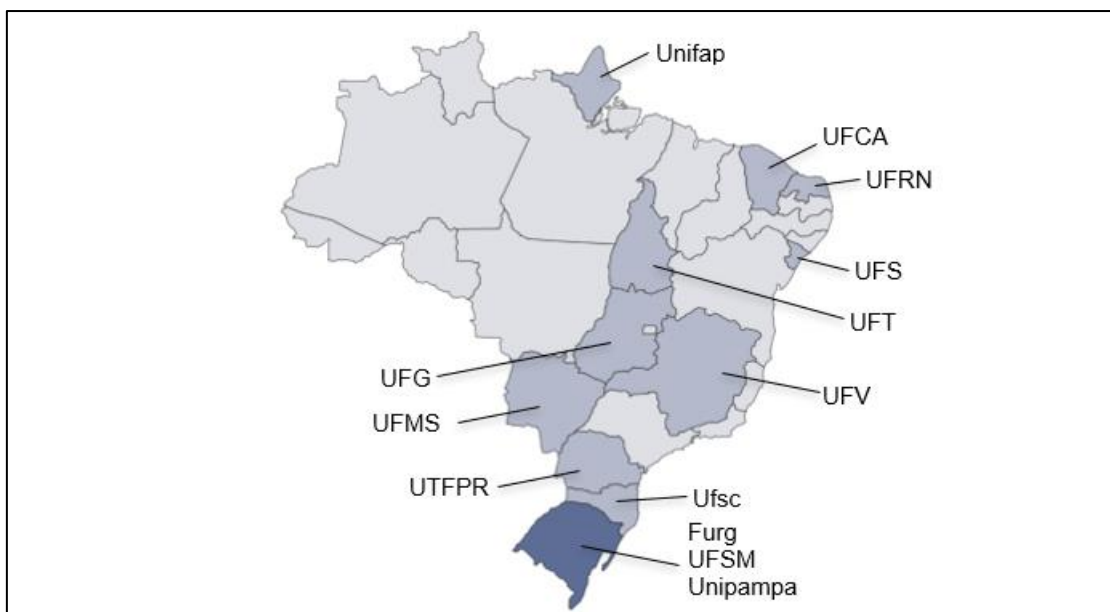 Unifap
UFCA
UFRN
UFS
UFT
UFG
UFV
UFMS
UTFPR
Ufsc
Furg
UFSM
Unipampa